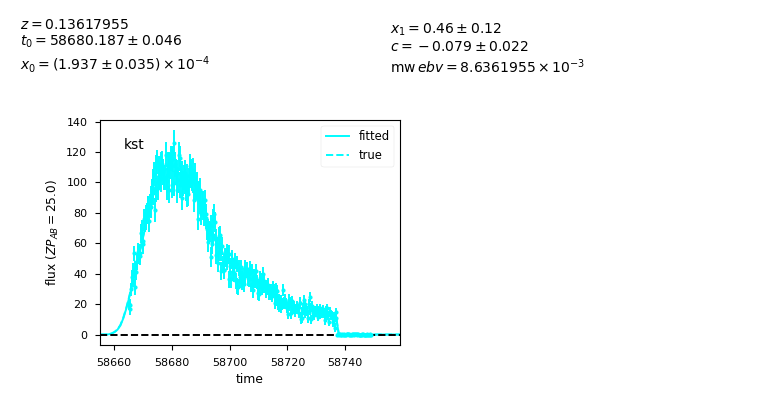 z = 0.13617955
t₀ = 58680.187 ± 0.046
x₀ = (1.937 ± 0.035) × 10⁻⁴
x₁ = 0.46 ± 0.12
c = −0.079 ± 0.022
mw ebv = 8.6361955 × 10⁻³
kst
fitted
true
140
120
100
80
60
40
20
0
flux (ZP_AB = 25.0)
58660 58680 58700 58720 58740
time